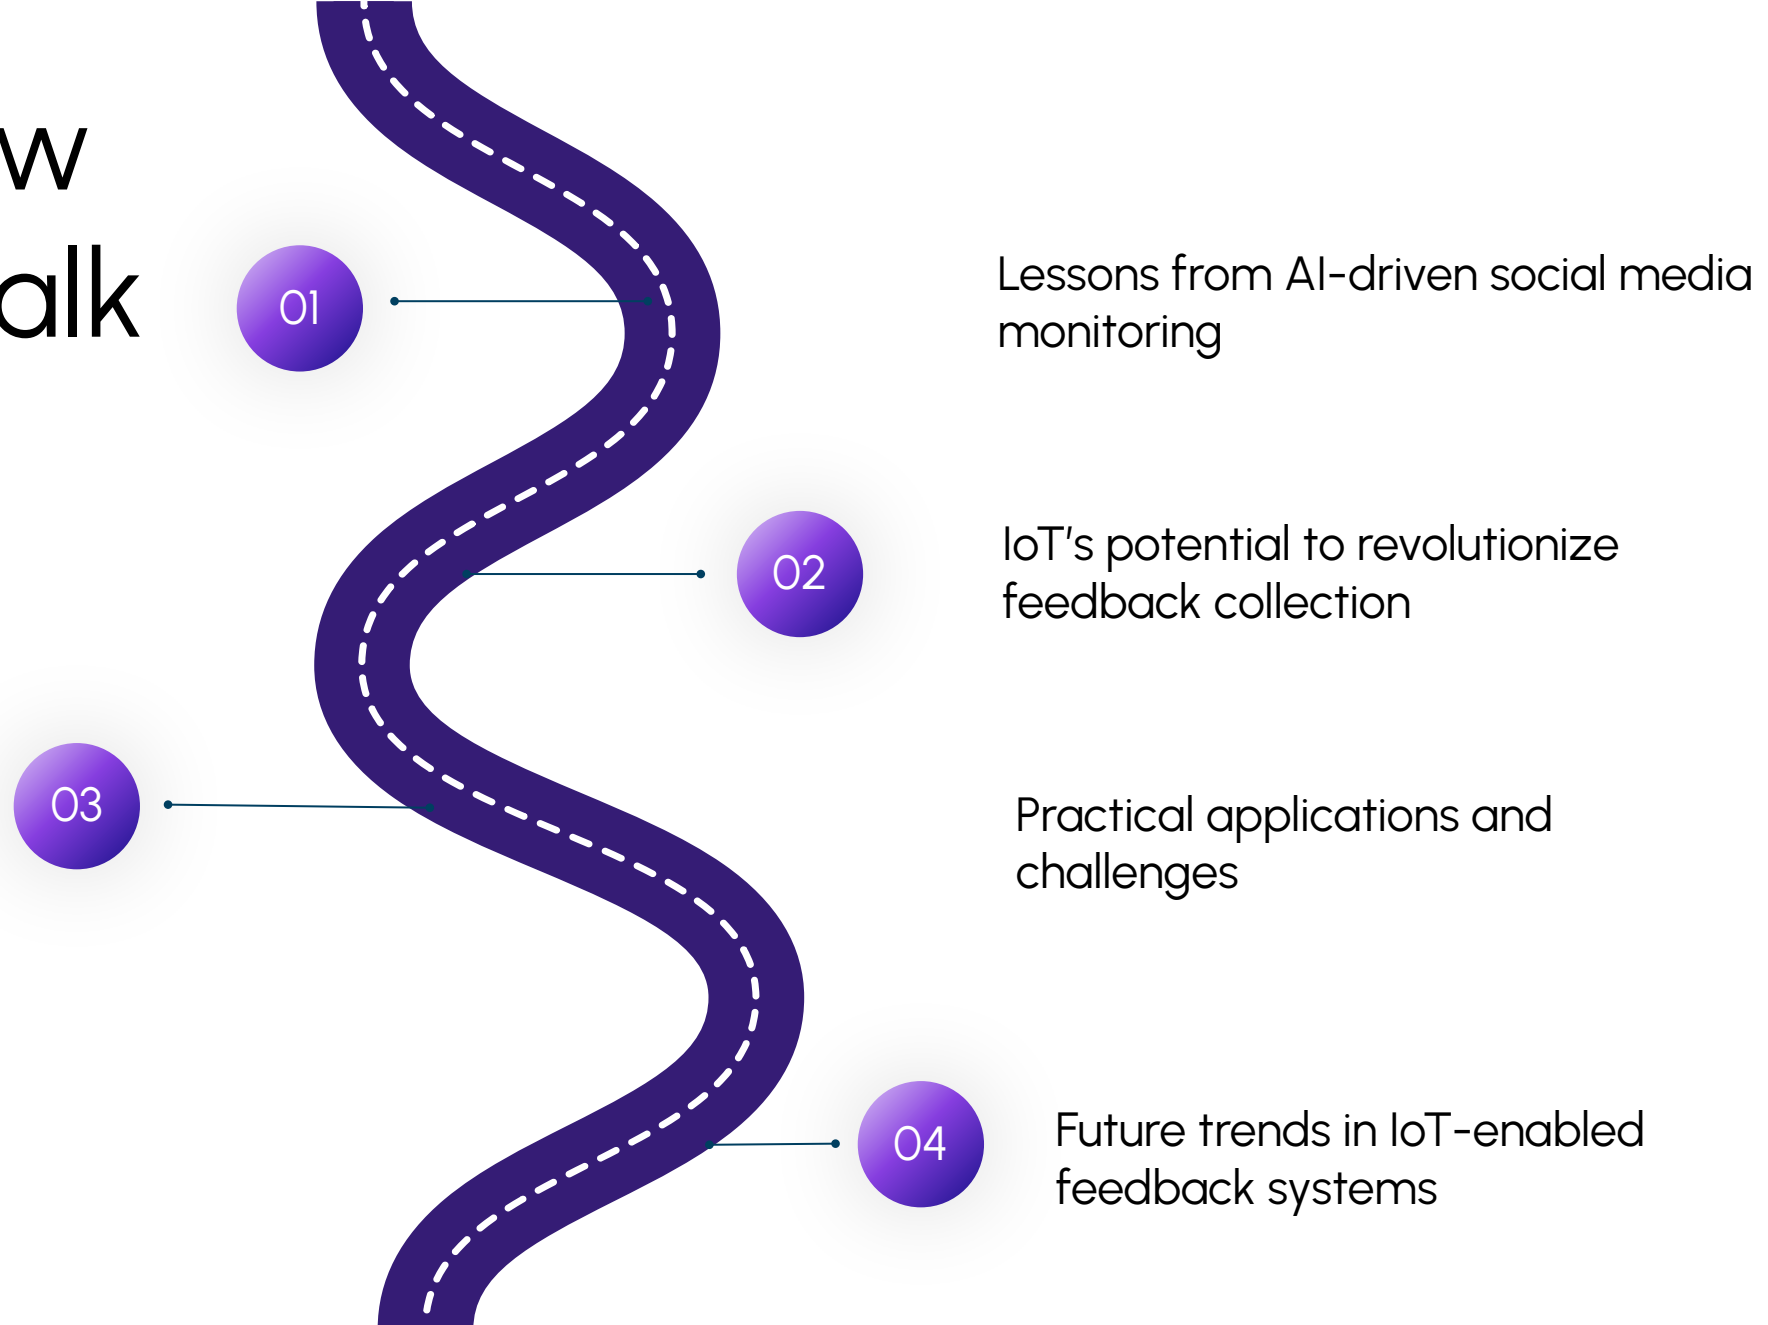 w
alk
01
Lessons from AI-driven social media
monitoring
02
IoT's potential to revolutionize
feedback collection
03
Practical applications and
challenges
04
Future trends in IoT-enabled
feedback systems